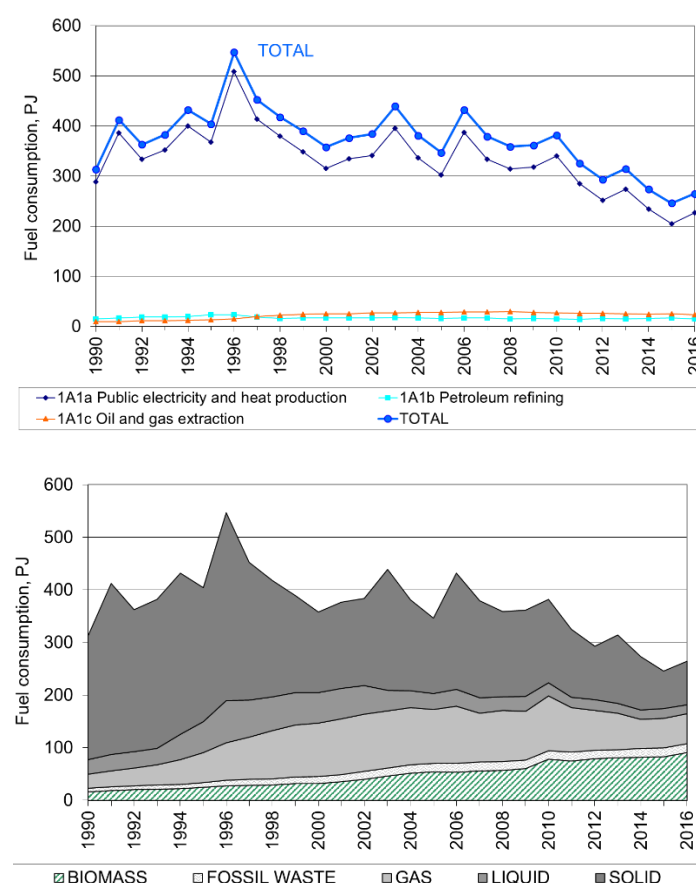 600
500
400
300
200
100
0
Fuel consumption, PJ
TOTAL
1990 1992 1994 1996 1998 2000 2002 2004 2006 2008 2010 2012 2014 2016
1A1a Public electricity and heat production 1A1b Petroleum refining
1A1c Oil and gas extraction TOTAL
600
500
400
300
200
100
0
Fuel consumption, PJ
1990 1992 1994 1996 1998 2000 2002 2004 2006 2008 2010 2012 2014 2016
BIOMASS FOSSIL WASTE GAS LIQUID SOLID